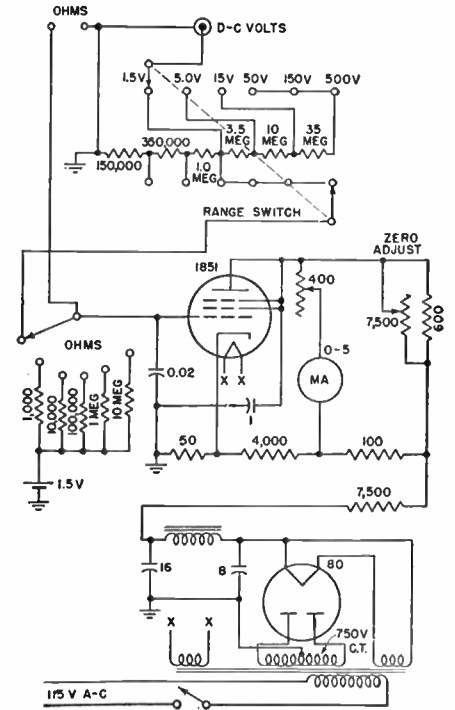 OHMS
D-C VOLTS
1.5V 5.0V 15V 50V 150V 500V
150,000
350,000
1.0 MEG
3.5 MEG
10 MEG
35 MEG
RANGE SWITCH
ZERO ADJUST
1851
400
7,500
600
0-5
MA
OHMS
0.02
X X
1
1,000
10,000
100,000
1 MEG
10 MEG
50
4,000
100
1.5V
7,500
16
8
80
X X
750V C.T.
115 V A-C